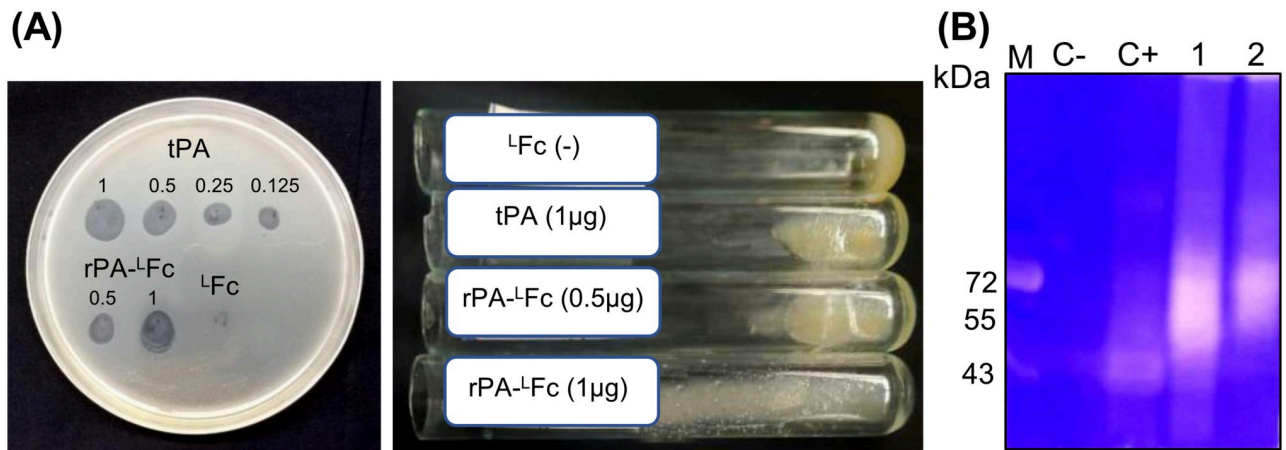 (A)
tPA
1 0.5 0.25 0.125
rPA-ᴸFc ᴸFc
0.5 1
ᴸFc (-)
tPA (1µg)
rPA-ᴸFc (0.5µg)
rPA-ᴸFc (1µg)
(B)
kDa M C- C+ 1 2
72
55
43